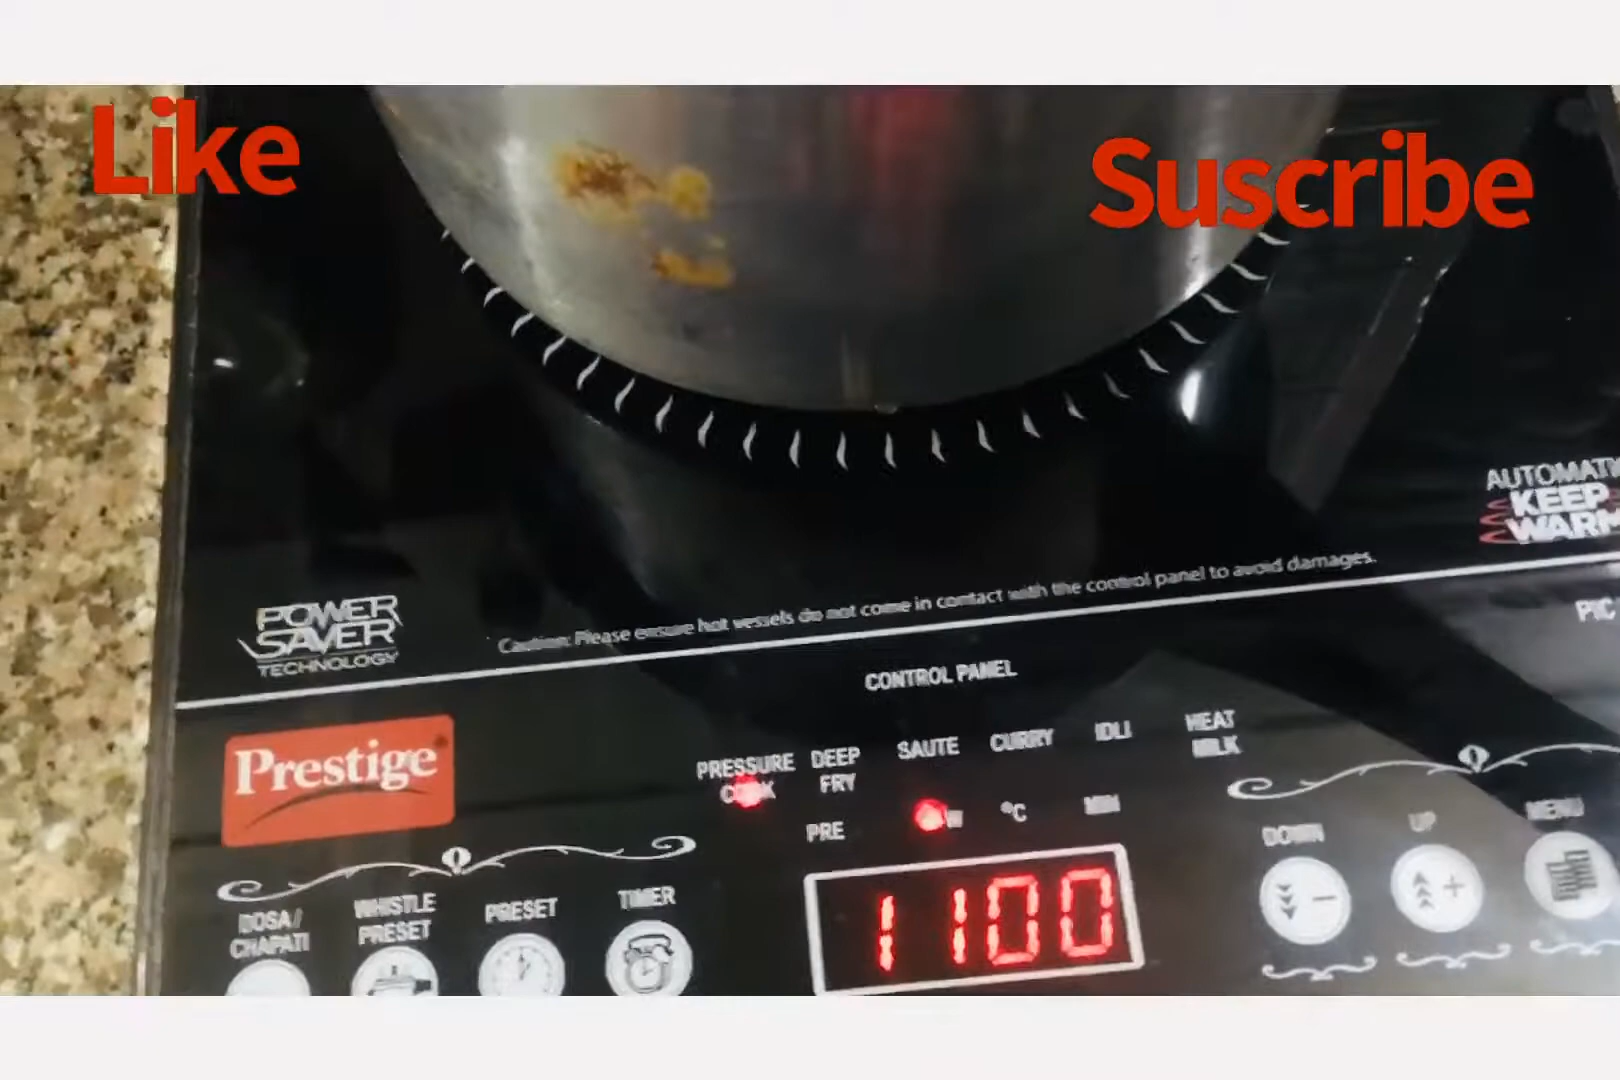 Like
Suscribe
AUTOMATIC
KEEP
WARM
POWER
SAVER
TECHNOLOGY
Caution: Please ensure hot vessels do not come in contact with the control panel to avoid damages.
PIC
CONTROL PANEL
Prestige
PRESSURE
COOK
DEEP
FRY
SAUTE
CURRY
IDLI
HEAT
MILK
PRE
W
°C
MIN
1100
DOSA/
CHAPATI
WHISTLE
PRESET
PRESET
TIMER
DOWN
UP
MENU